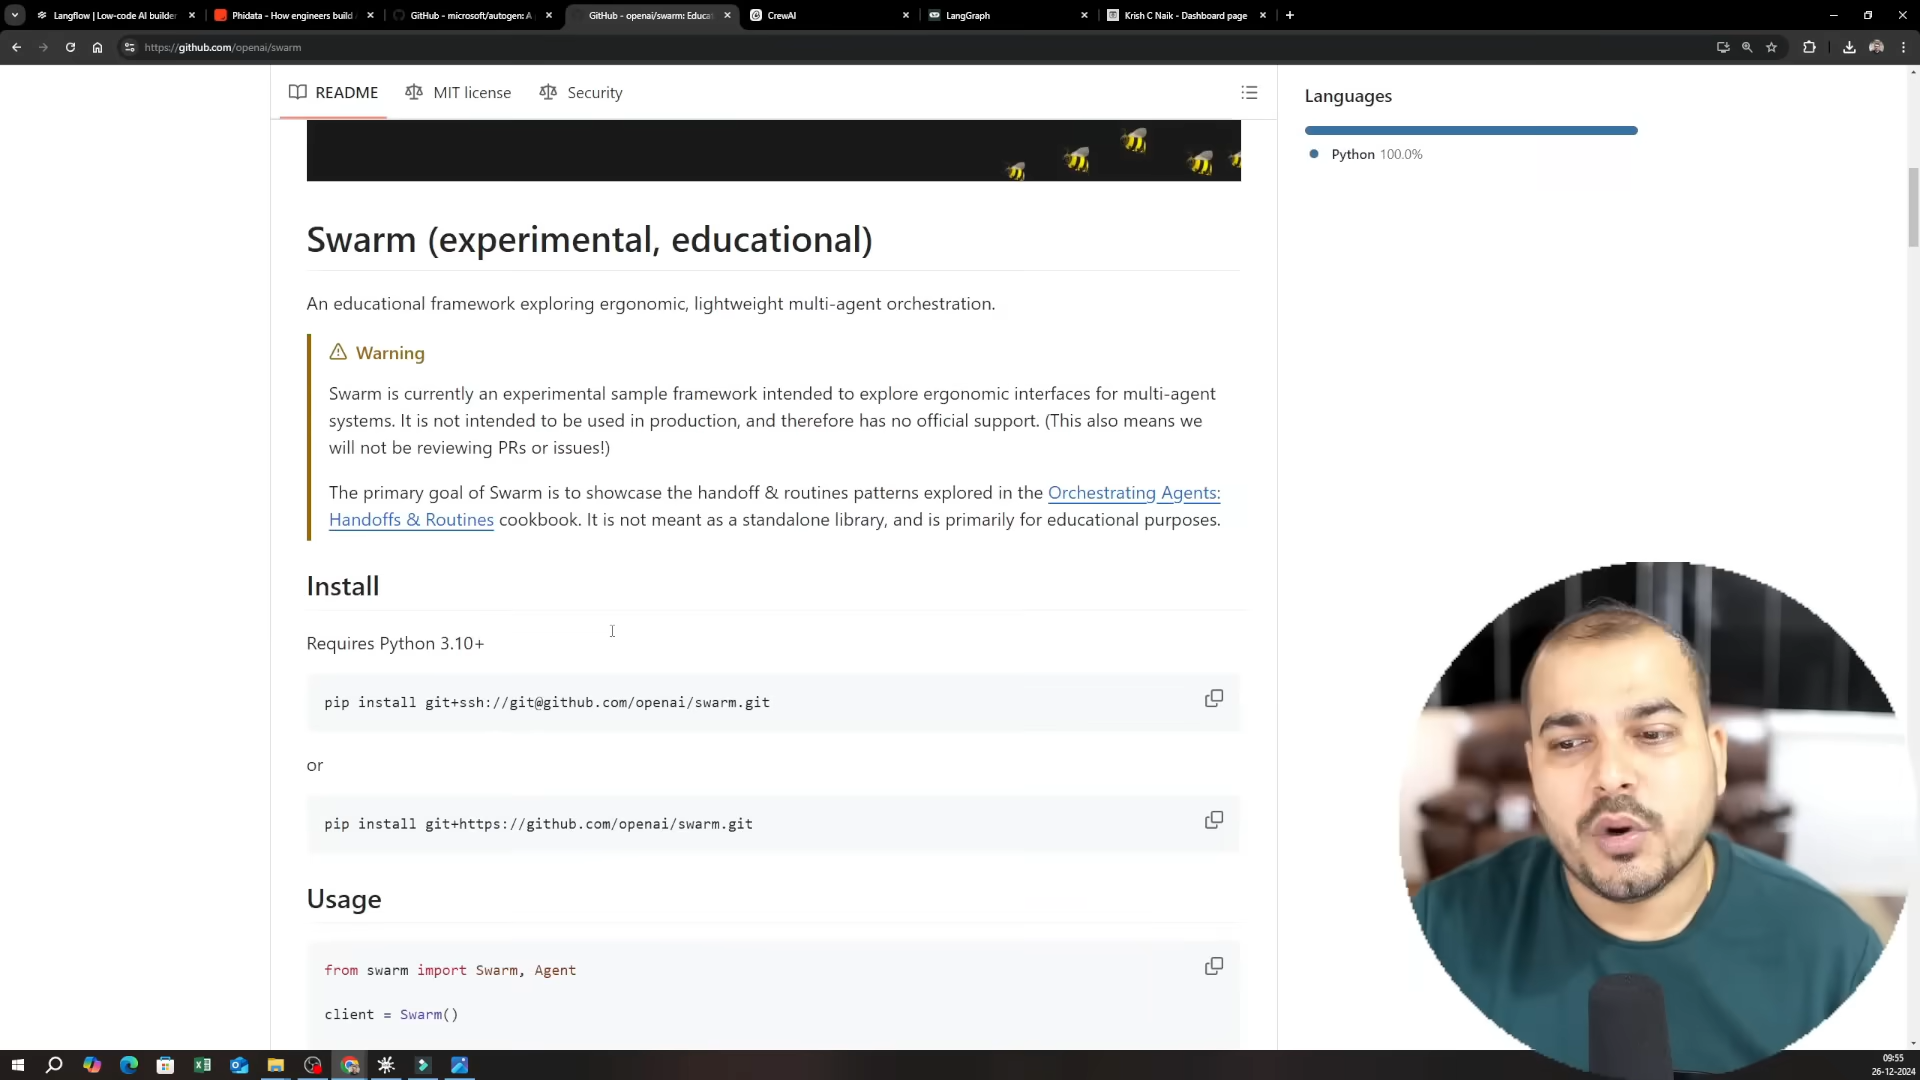 Langflow | Low-code AI builder
Phidata - How engineers build
GitHub - microsoft/autogen: A
GitHub - openai/swarm: Educat
CrewAI
LangGraph
Krish C Naik - Dashboard page
https://github.com/openai/swarm
README
MIT license
Security
Languages
Python 100.0%
Swarm (experimental, educational)
An educational framework exploring ergonomic, lightweight multi-agent orchestration.
Warning
Swarm is currently an experimental sample framework intended to explore ergonomic interfaces for multi-agent
systems. It is not intended to be used in production, and therefore has no official support. (This also means we
will not be reviewing PRs or issues!)
The primary goal of Swarm is to showcase the handoff & routines patterns explored in the Orchestrating Agents:
Handoffs & Routines cookbook. It is not meant as a standalone library, and is primarily for educational purposes.
Install
Requires Python 3.10+
pip install git+ssh://git@github.com/openai/swarm.git
or
pip install git+https://github.com/openai/swarm.git
Usage
from swarm import Swarm, Agent
client = Swarm()
09:55
26-12-2024